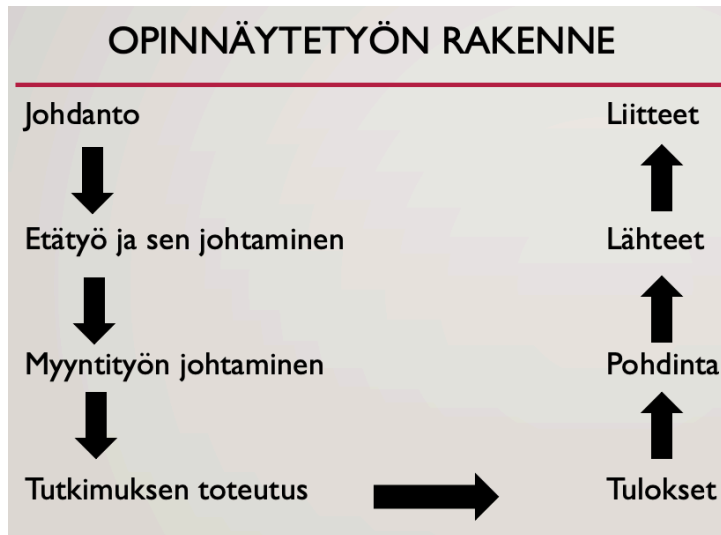 OPINNÄYTETYÖN RAKENNE
Johdanto
Etätyö ja sen johtaminen
Myyntityön johtaminen
Tutkimuksen toteutus
Tulokset
Pohdinta
Lähteet
Liitteet